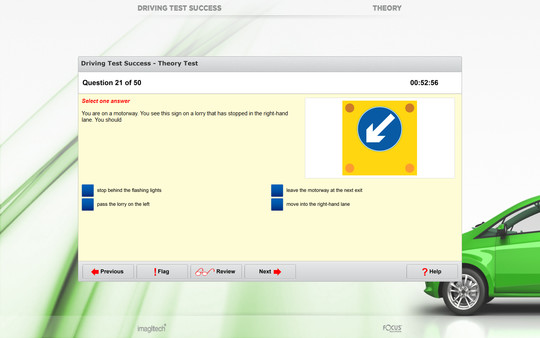 DRIVING TEST SUCCESS THEORY
Driving Test Success - Theory Test
Question 21 of 50 00:52:56
Select one answer
You are on a motorway. You see this sign on a lorry that has stopped in the right-hand
lane. You should
stop behind the flashing lights leave the motorway at the next exit
pass the lorry on the left move into the right-hand lane
Previous Flag Review Next Help
imagitech FOCUS